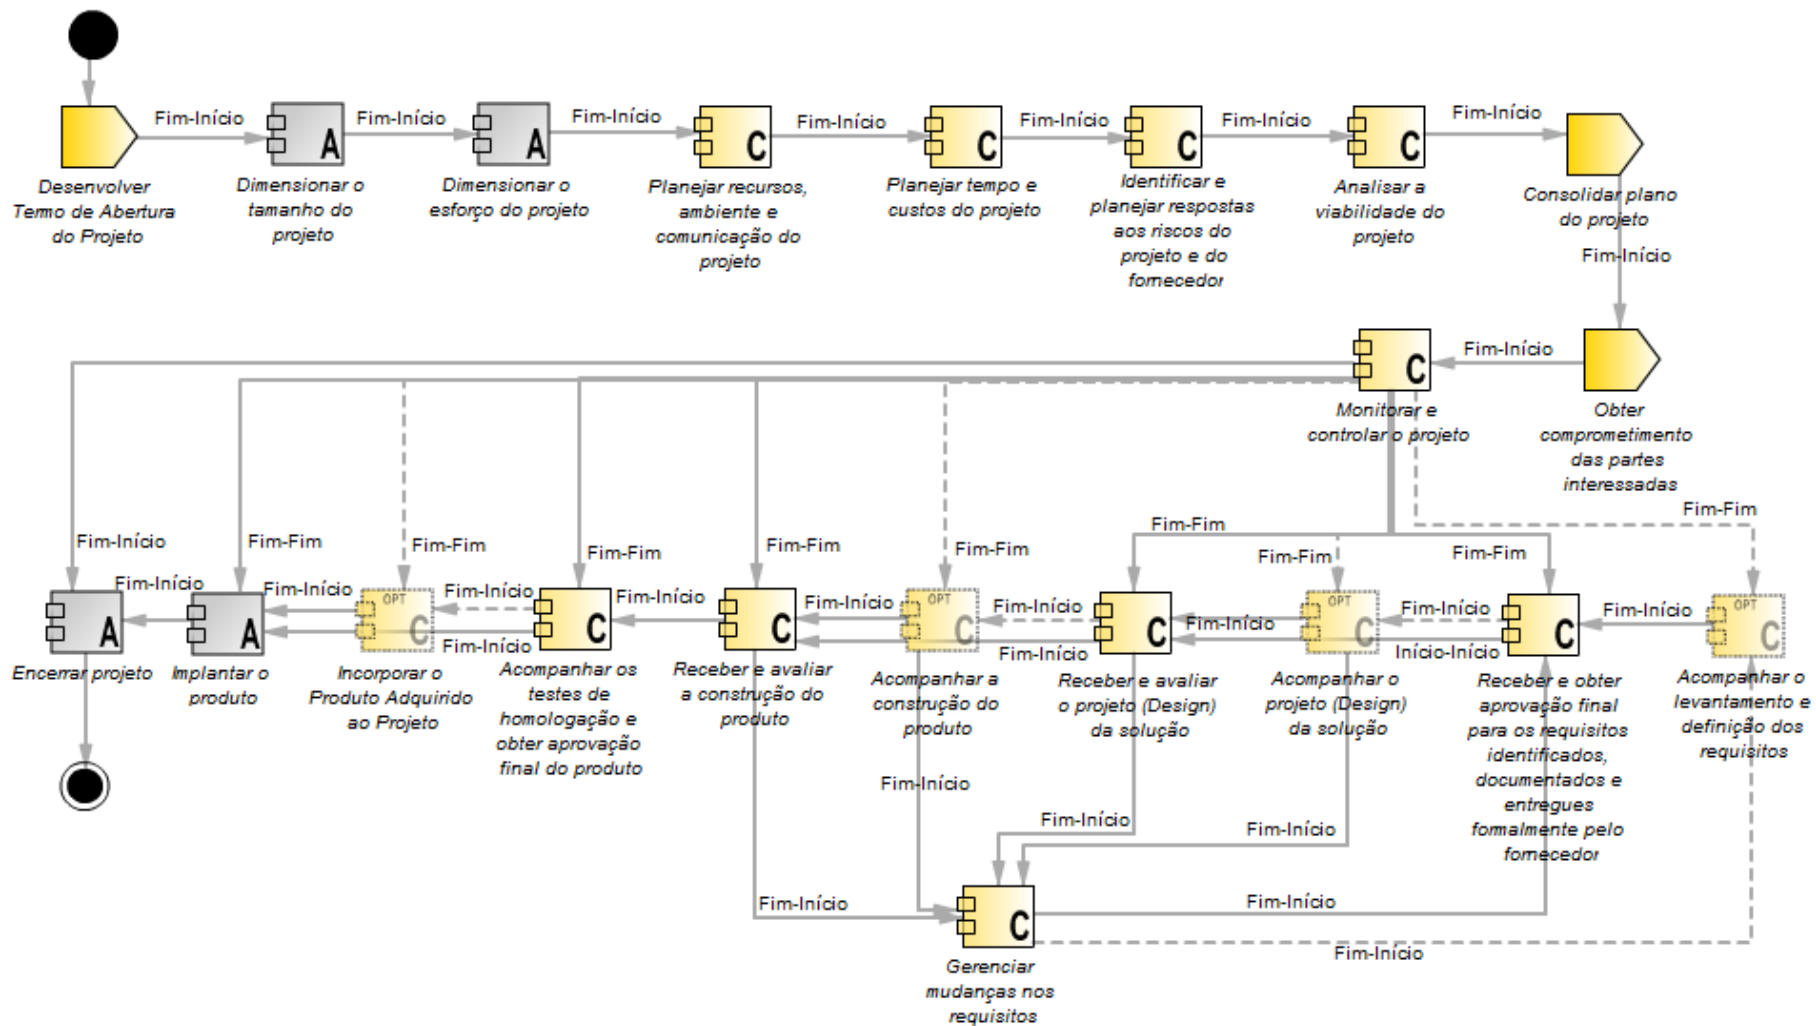 Fim-Início
Fim-Início
Fim-Início
Fim-Início
Fim-Início
Fim-Início
Fim-Início
A
A
C
C
C
C
Desenvolver
Termo de Abertura
do Projeto
Dimensionar o
tamanho do
projeto
Dimensionar o
esforço do projeto
Planejar recursos,
ambiente e
comunicação do
projeto
Planejar tempo e
custos do projeto
Identificar e
planejar respostas
aos riscos do
projeto e do
fornecedor
Analisar a
viabilidade do
projeto
Consolidar plano
do projeto
Fim-Início
Fim-Início
C
Monitorar e
controlar o projeto
Obter
comprometimento
das partes
interessadas
Fim-Início
Fim-Fim
Fim-Fim
Fim-Fim
Fim-Fim
Fim-Fim
Fim-Fim
Fim-Fim
Fim-Fim
Fim-Fim
Fim-Início
Fim-Início
Fim-Início
Fim-Início
Fim-Início
Fim-Início
Fim-Início
Fim-Início
Fim-Início
Fim-Início
Fim-Início
Início-Início
A
A
OPT
C
C
C
OPT
C
C
OPT
C
C
OPT
C
Encerrar projeto
Implantar o
produto
Incorporar o
Produto Adquirido
ao Projeto
Acompanhar os
testes de
homologação e
obter aprovação
final do produto
Receber e avaliar
a construção do
produto
Acompanhar a
construção do
produto
Receber e avaliar
o projeto (Design)
da solução
Acompanhar o
projeto (Design)
da solução
Receber e obter
aprovação final
para os requisitos
identificados,
documentados e
entregues
formalmente pelo
fornecedor
Acompanhar o
levantamento e
definição dos
requisitos
Fim-Início
Fim-Início
Fim-Início
Fim-Início
Fim-Início
Fim-Início
C
Gerenciar
mudanças nos
requisitos